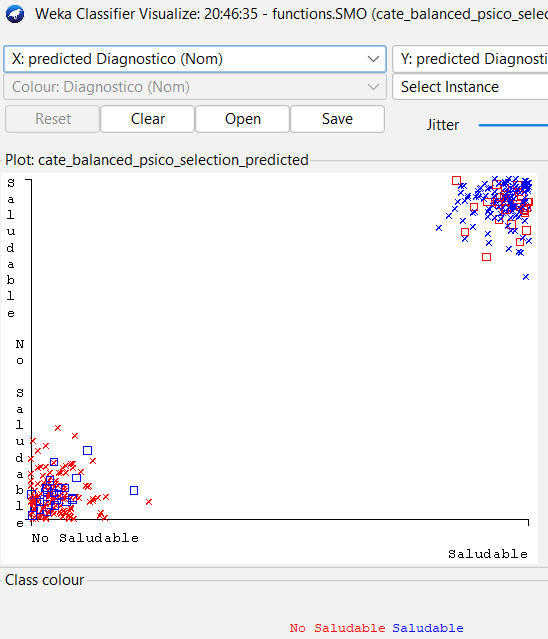 Weka Classifier Visualize: 20:46:35 - functions.SMO (cate_balanced_psico_selec
X: predicted Diagnostico (Nom)
Y: predicted Diagnosti
Colour: Diagnostico (Nom)
Select Instance
Reset
Clear
Open
Save
Jitter
Plot: cate_balanced_psico_selection_predicted
Saludable
No Saludable
No Saludable
Saludable
Class colour
No Saludable Saludable